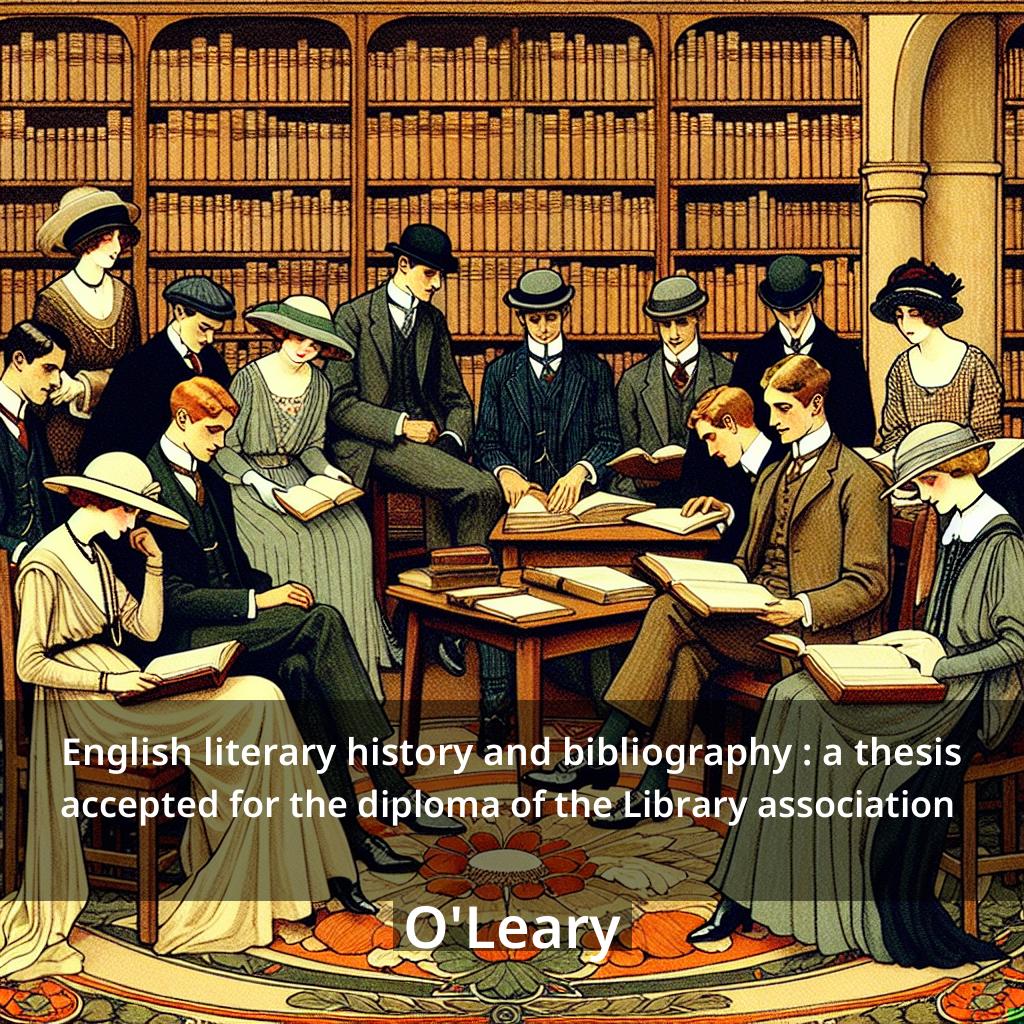 English literary history and bibliography : a thesis
accepted for the diploma of the Library association
O'Leary